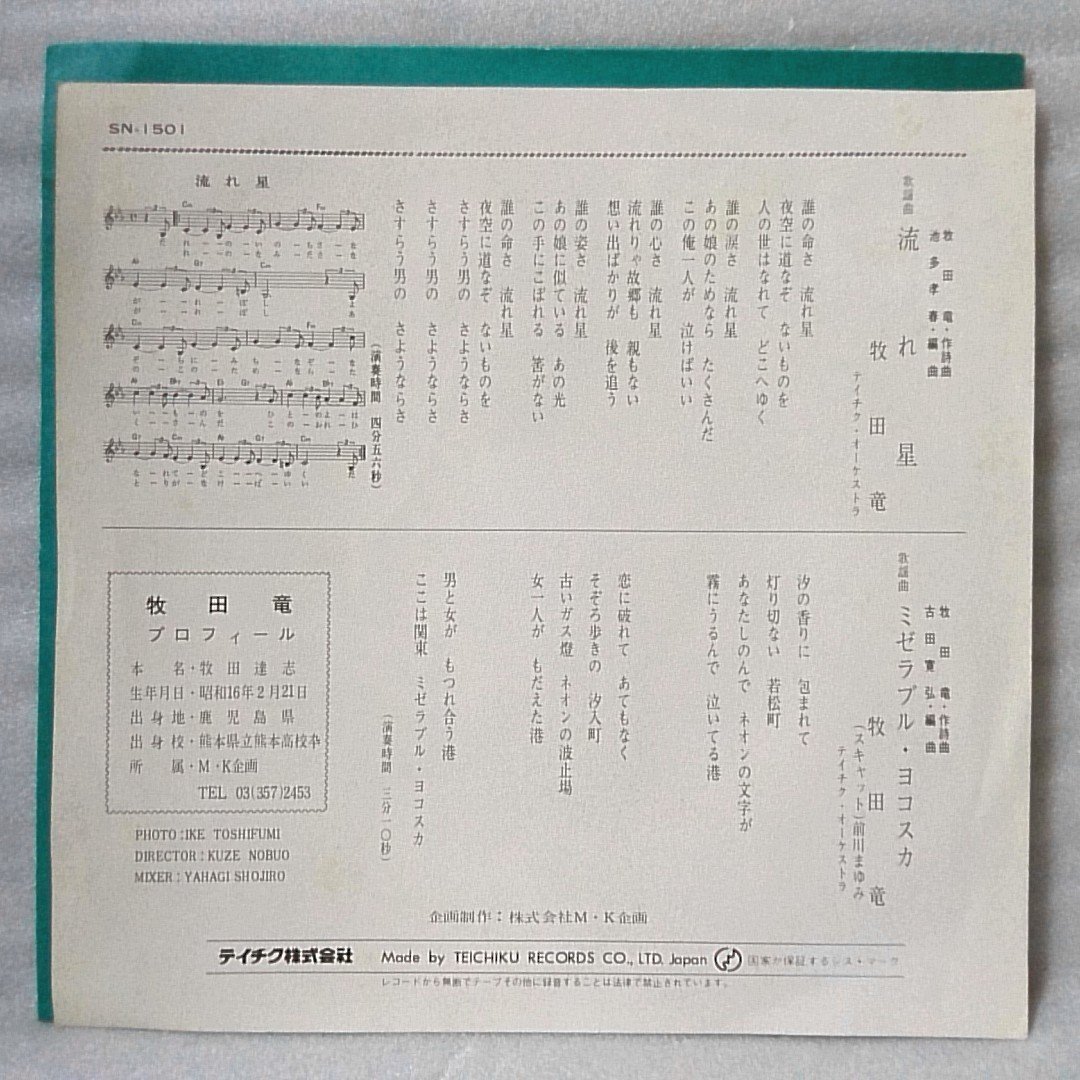 SN-1501
歌謡曲 流れ星
牧田竜・作詩曲
池多孝春・編曲
牧田竜
テイチク・オーケストラ
誰の命さ 流れ星
夜空に道なぞ ないものを
人の世はなれて どこへゆく
誰の涙さ 流れ星
あの娘のためなら たくさんだ
この俺一人が 泣けばいい
誰の心さ 流れ星
流れりゃ故郷も 親もない
想い出ばかりが 後を追う
誰の姿さ 流れ星
あの娘に似ている あの光
この手にこぼれる 筈がない
誰の命さ 流れ星
夜空に道なぞ ないものを
さすらう男の さようならさ
さすらう男の さようならさ
さすらう男の さようならさ
(演奏時間 四分五六秒)
流れ星
歌謡曲 ミゼラブル・ヨコスカ
牧田竜・作詩曲
古田寛弘・編曲
牧田竜
(スキャット)前川まゆみ
テイチク・オーケストラ
汐の香りに 包まれて
灯り切ない 若松町
あなたしのんで ネオンの文字が
霧にうるんで 泣いてる港
恋に破れて あてもなく
そぞろ歩きの 汐入町
古いガス燈 ネオンの波止場
女一人が もだえた港
男と女が もつれ合う港
ここは関東 ミゼラブル・ヨコスカ
(演奏時間 三分一〇秒)
牧田竜
プロフィール
本名・牧田達志
生年月日・昭和16年2月21日
出身地・鹿児島県
出身校・熊本県立熊本高校卒
所属・M・K企画
TEL 03(357)2453
PHOTO:IKE TOSHIFUMI
DIRECTOR:KUZE NOBUO
MIXER:YAHAGI SHOJIRO
企画制作:株式会社M・K企画
テイチク株式会社 Made by TEICHIKU RECORDS CO., LTD. Japan 国家が保証するジス・マーク
レコードから無断でテープその他に録音することは法律で禁止されています。